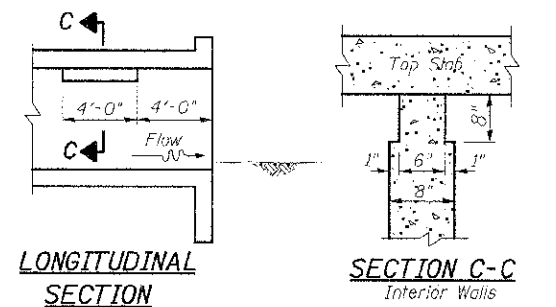 C
4'-0" 4'-0"
Flow
C
LONGITUDINAL
SECTION
Top Slab
8"
1" 6" 1"
8"
SECTION C-C
Interior Walls